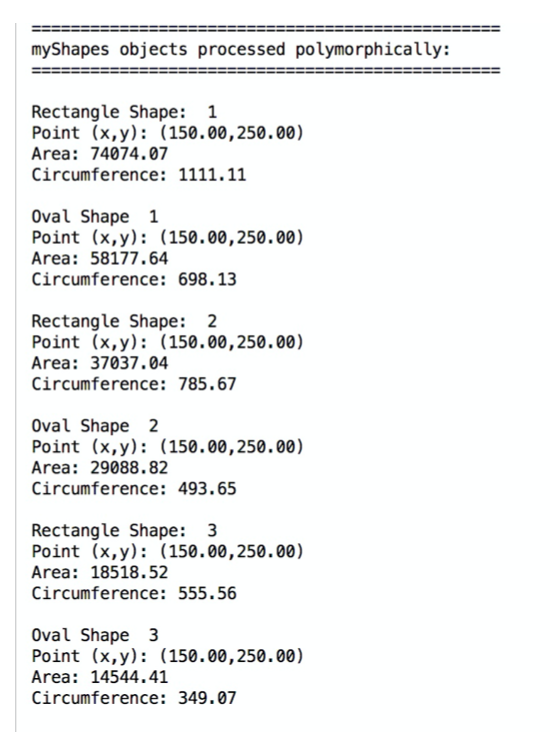 ================================================
myShapes objects processed polymorphically:
================================================
Rectangle Shape:  1
Point (x,y): (150.00,250.00)
Area: 74074.07
Circumference: 1111.11
Oval Shape  1
Point (x,y): (150.00,250.00)
Area: 58177.64
Circumference: 698.13
Rectangle Shape:  2
Point (x,y): (150.00,250.00)
Area: 37037.04
Circumference: 785.67
Oval Shape  2
Point (x,y): (150.00,250.00)
Area: 29088.82
Circumference: 493.65
Rectangle Shape:  3
Point (x,y): (150.00,250.00)
Area: 18518.52
Circumference: 555.56
Oval Shape  3
Point (x,y): (150.00,250.00)
Area: 14544.41
Circumference: 349.07